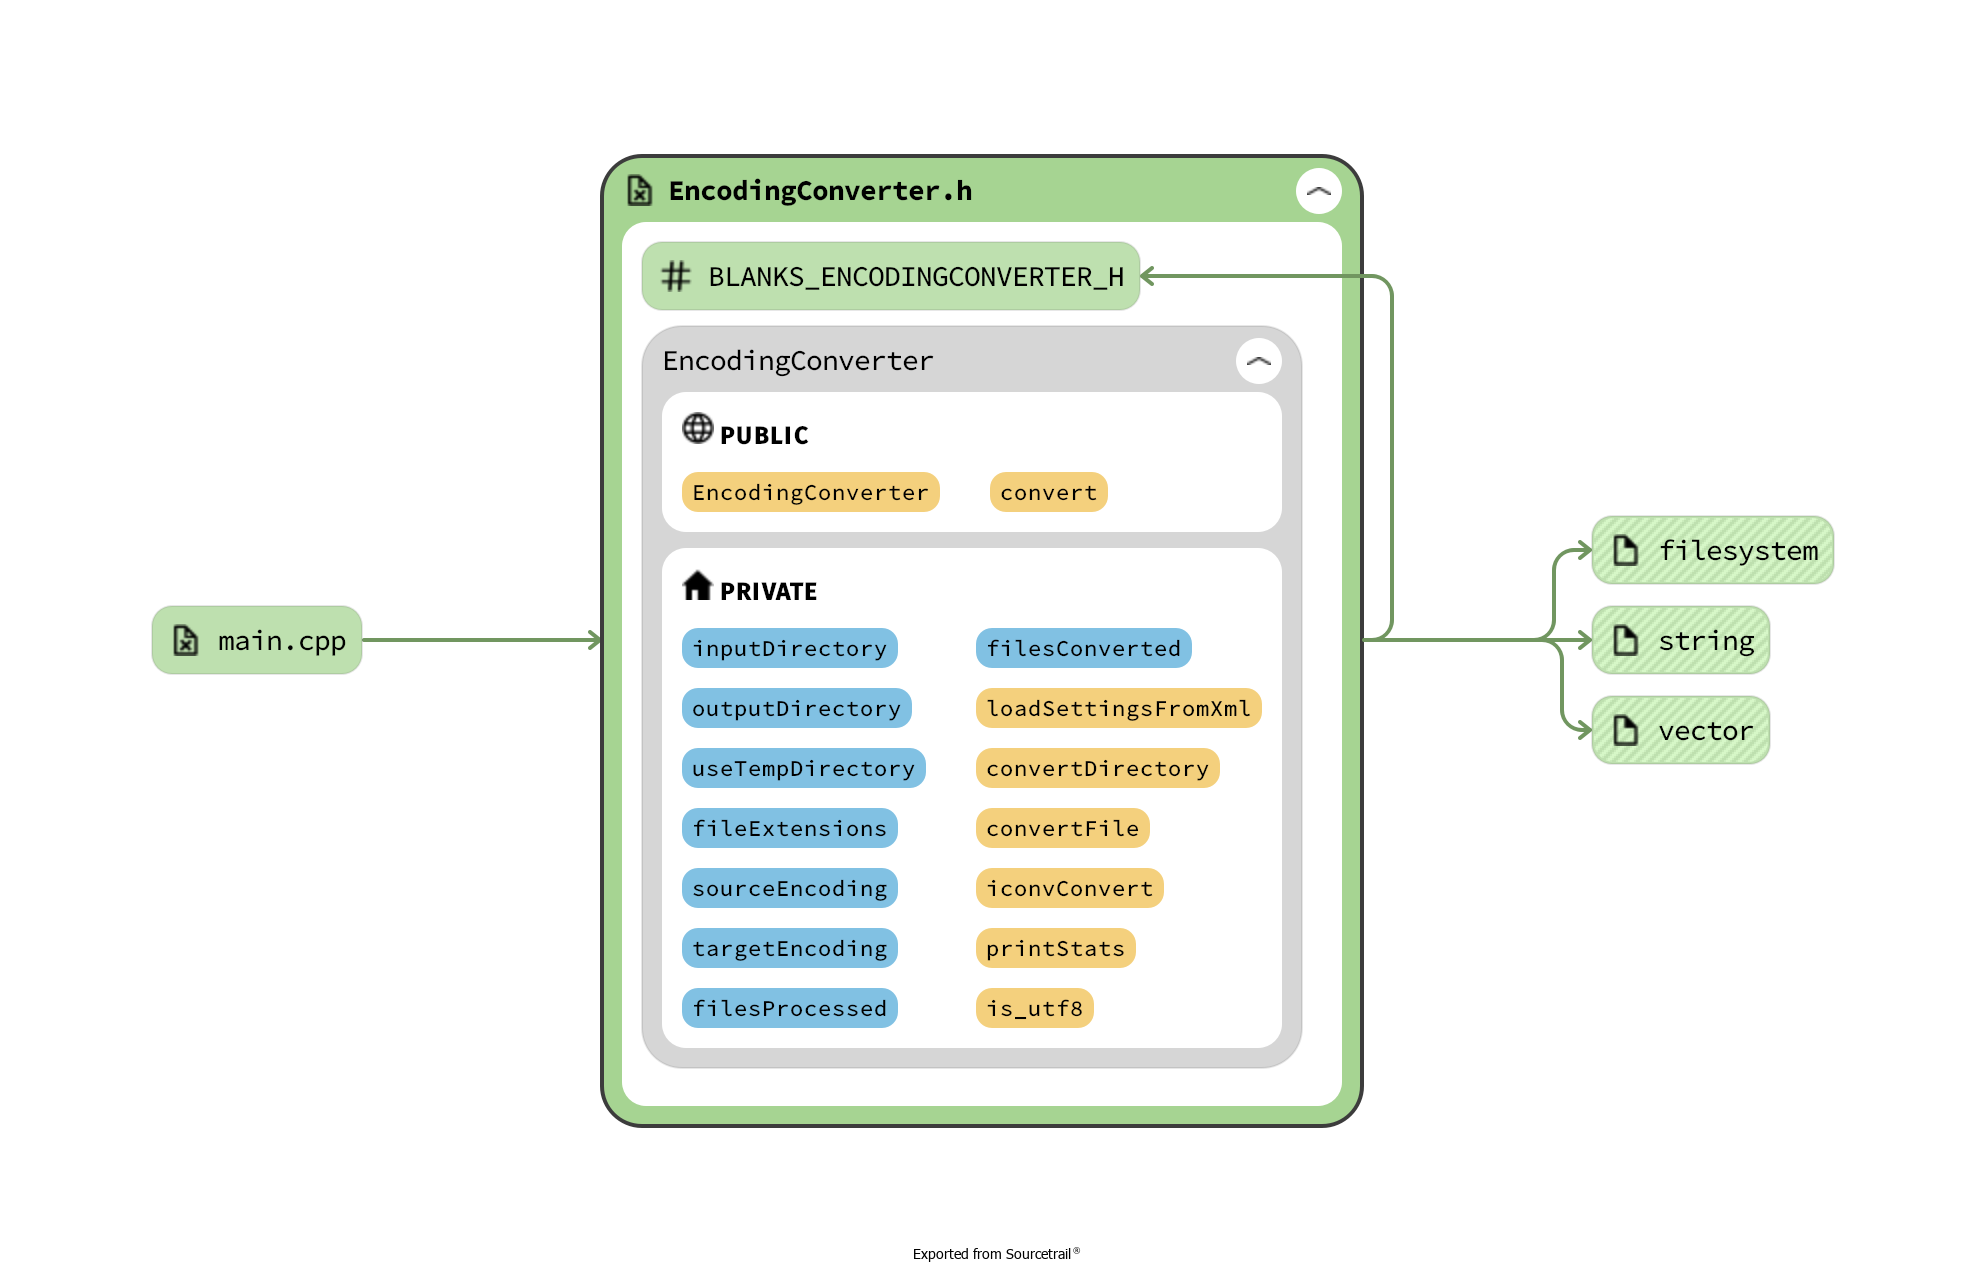 EncodingConverter.h
# BLANKS_ENCODINGCONVERTER_H
EncodingConverter
PUBLIC
EncodingConverter convert
PRIVATE
inputDirectory filesConverted
outputDirectory loadSettingsFromXml
useTempDirectory convertDirectory
fileExtensions convertFile
sourceEncoding iconvConvert
targetEncoding printStats
filesProcessed is_utf8
main.cpp
filesystem
string
vector
Exported from Sourcetrail®